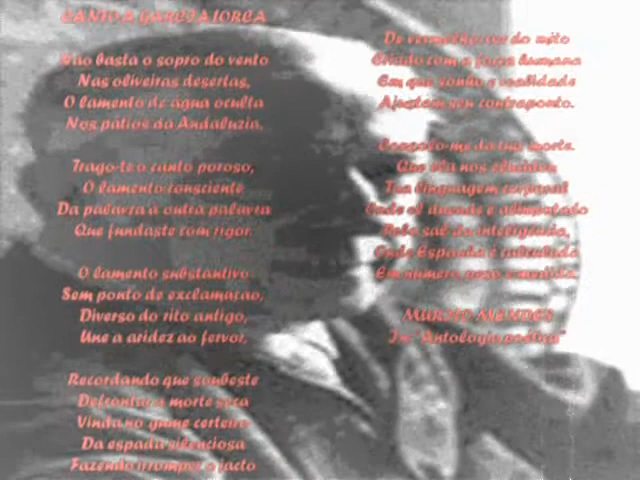 CANTO A GARCIA LORCA
Não basta o sopro do vento
Nas oliveiras desertas,
O lamento de água oculta
Nos pátios da Andaluzia.
Trago-te o canto poroso,
O lamento consciente
Da palavra à outra palavra
Que fundaste com rigor.
O lamento substantivo
Sem ponto de exclamação,
Diverso do rito antigo,
Une a aridez ao fervor,
Recordando que soubeste
Defrontar a morte seca
Vinda no gume certeiro
Da espada silenciosa
Fazendo irromper o jacto
De vermelho: cor do mito
Criado com a força humana
Em que sonho e realidade
Ajustam seu contraponto.
Consolo-me da tua morte.
Que ela nos elucidou
Tua linguagem corporal
Onde el duende é alimentado
Pelo sal da inteligência,
Onde Espanha é calculada
Em número, peso e medida.
MURILO MENDES
In "Antologia poética"